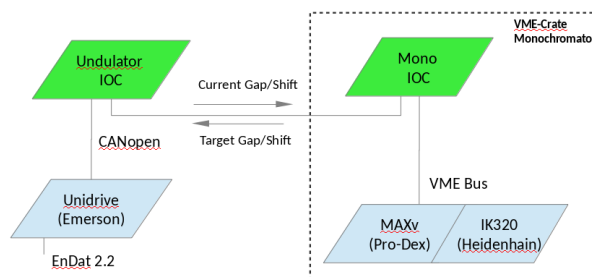 VME-Crate
Monochromato
Undulator
IOC
Mono
IOC
Current Gap/Shift
Target Gap/Shift
CANopen
VME Bus
Unidrive
(Emerson)
MAXv
(Pro-Dex)
IK320
(Heidenhain)
EnDat 2.2